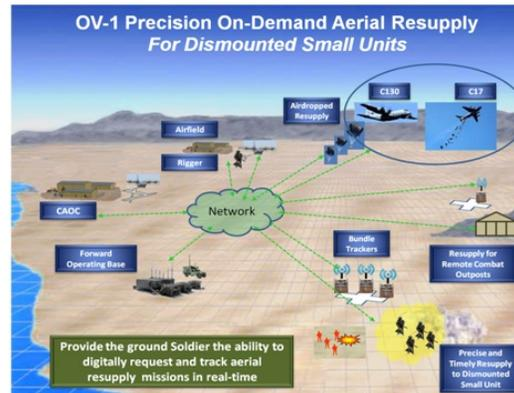 OV-1 Precision On-Demand Aerial Resupply
For Dismounted Small Units
C130
C17
Airdropped
Resupply
Airfield
Rigger
CAOC
Network
Forward
Operating Base
Bundle
Trackers
Resupply for
Remote Combat
Outposts
Provide the ground Soldier the ability to
digitally request and track aerial
resupply missions in real-time
Precise and
Timely Resupply
to Dismounted
Small Unit